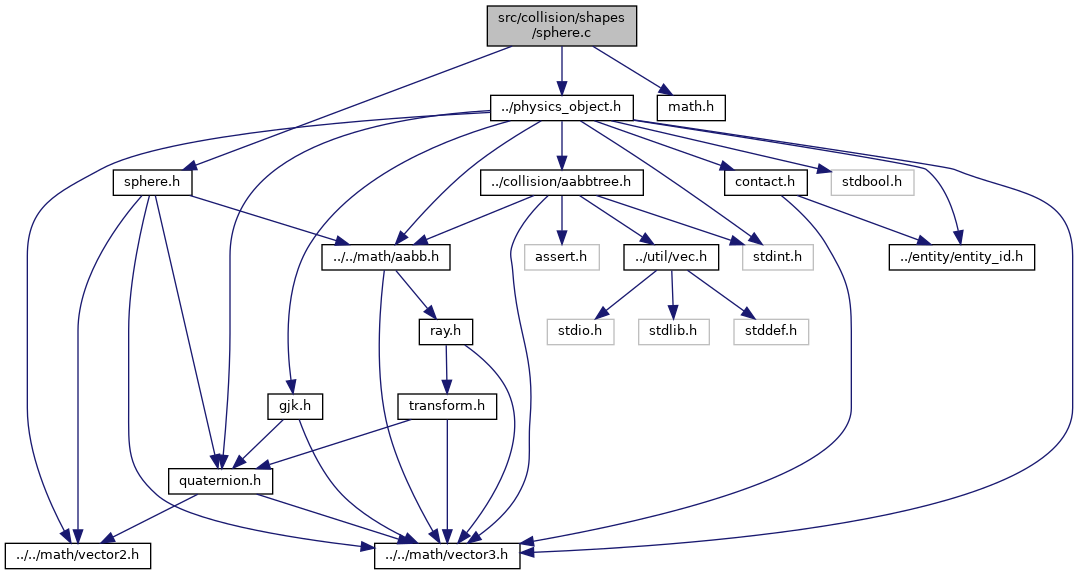 src/collision/shapes
/sphere.c
../physics_object.h
math.h
sphere.h
../collision/aabbtree.h
contact.h
stdbool.h
../../math/aabb.h
assert.h
../util/vec.h
stdint.h
../entity/entity_id.h
ray.h
stdio.h
stdlib.h
stddef.h
gjk.h
transform.h
quaternion.h
../../math/vector2.h
../../math/vector3.h